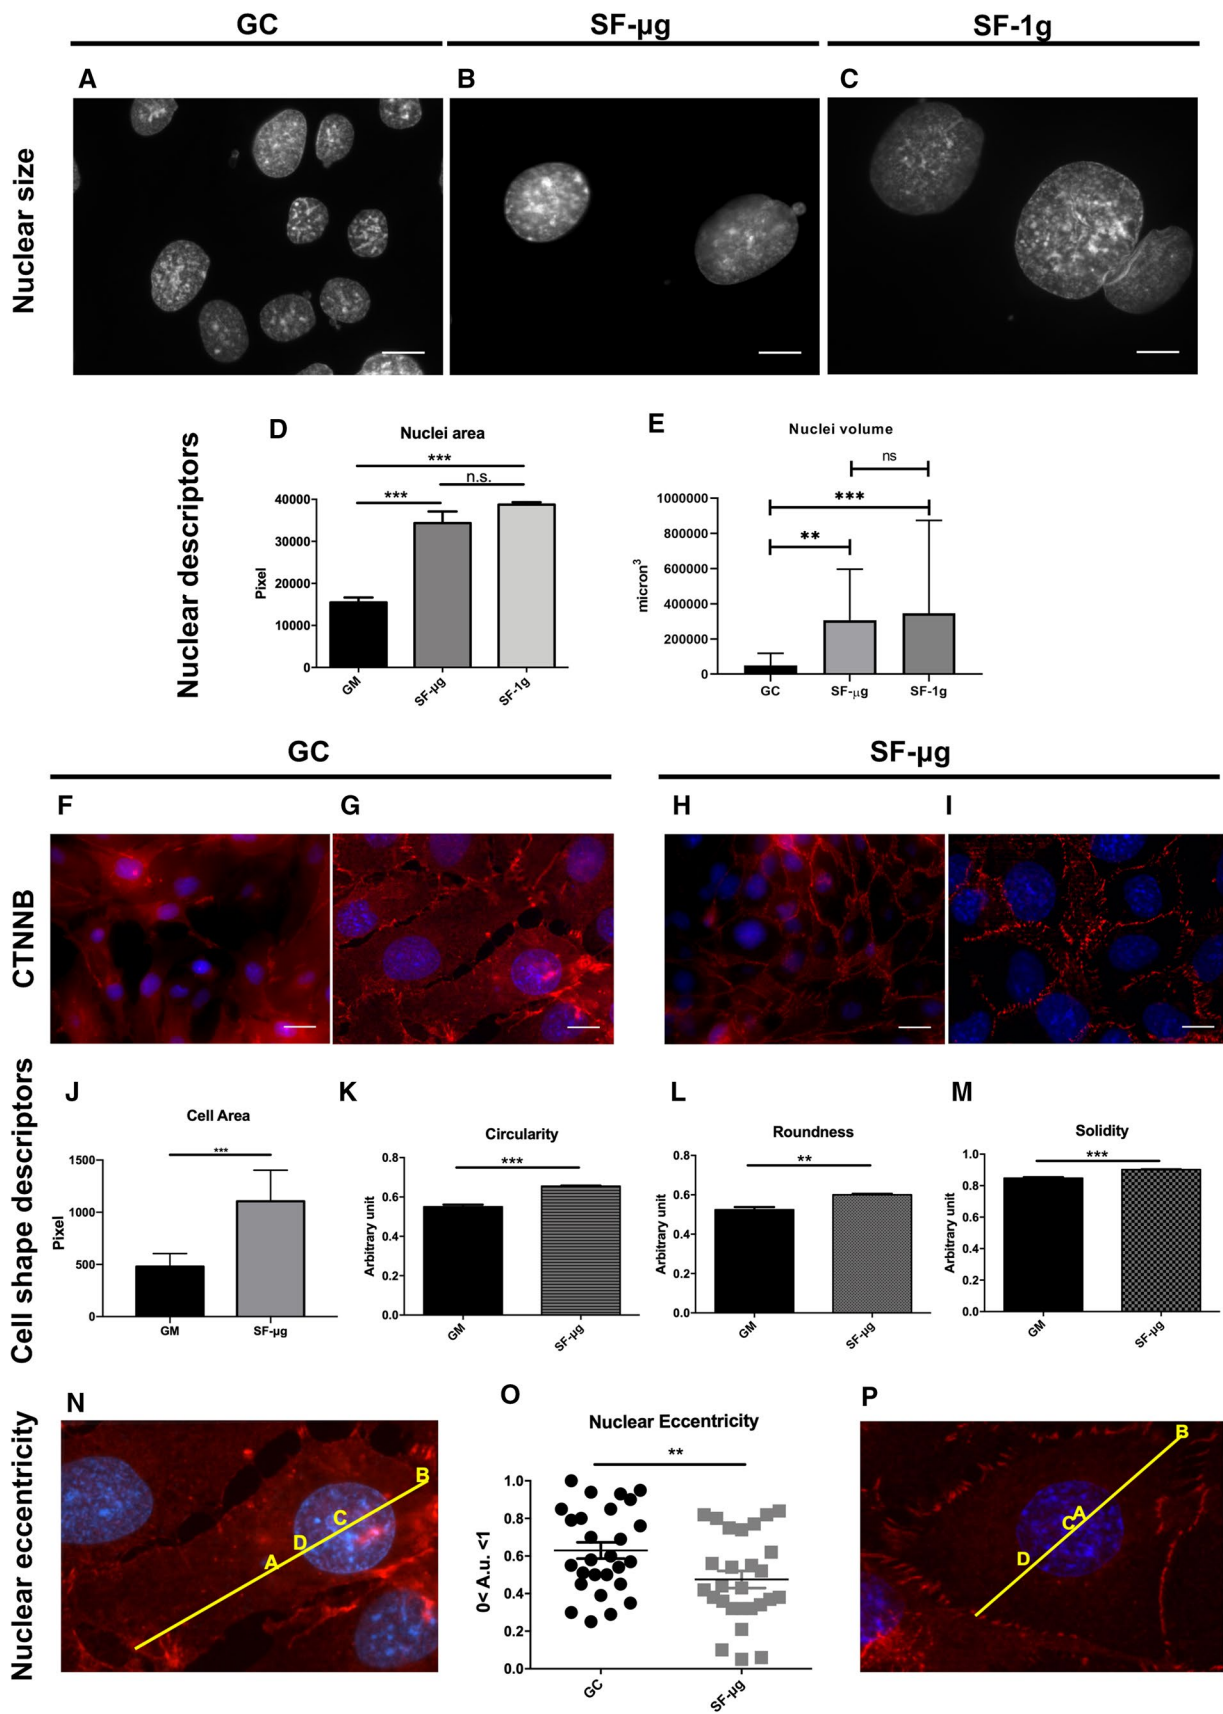 GC
SF-µg
SF-1g
Nuclear size
A
B
C
Nuclear descriptors
D
Nuclei area
***
n.s.
***
Pixel
40000
30000
20000
10000
0
GM
SF-µg
SF-1g
E
Nuclei volume
ns
***
**
micron3
1000000
800000
600000
400000
200000
0
GC
SF-µg
SF-1g
GC
SF-µg
CTNNB
F
G
H
I
Cell shape descriptors
J
Cell Area
***
Pixel
1500
1000
500
0
GM
SF-µg
K
Circularity
***
Arbitrary unit
0.8
0.6
0.4
0.2
0.0
GM
SF-µg
L
Roundness
**
Arbitrary unit
0.8
0.6
0.4
0.2
0.0
GM
SF-µg
M
Solidity
***
Arbitrary unit
1.0
0.8
0.6
0.4
0.2
0.0
GM
SF-µg
Nuclear eccentricity
N
B
C
D
A
O
Nuclear Eccentricity
**
0< A.u. <1
1.0
0.8
0.6
0.4
0.2
0.0
GC
SF-µg
P
B
A
C
D